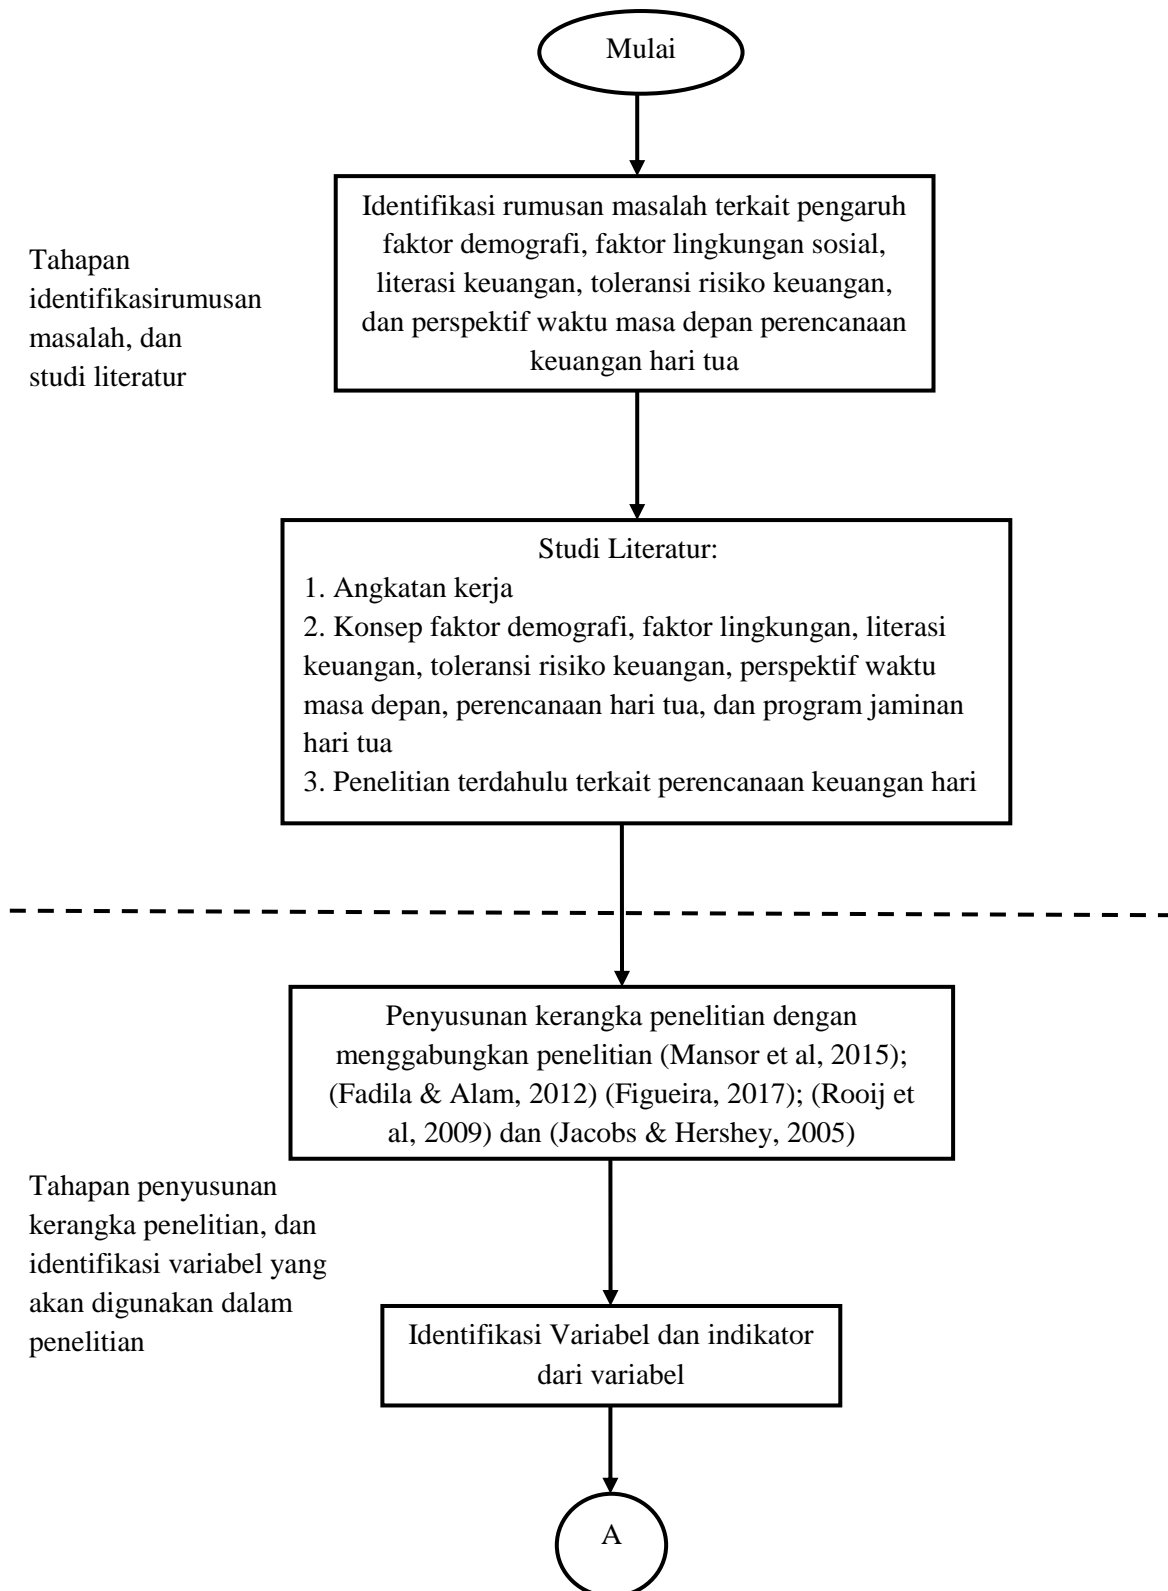 Mulai
Identifikasi rumusan masalah terkait pengaruh
faktor demografi, faktor lingkungan sosial,
literasi keuangan, toleransi risiko keuangan,
dan perspektif waktu masa depan perencanaan
keuangan hari tua
Tahapan
identifikasirumusan
masalah, dan
studi literatur
Studi Literatur:
1. Angkatan kerja
2. Konsep faktor demografi, faktor lingkungan, literasi
keuangan, toleransi risiko keuangan, perspektif waktu
masa depan, perencanaan hari tua, dan program jaminan
hari tua
3. Penelitian terdahulu terkait perencanaan keuangan hari
Penyusunan kerangka penelitian dengan
menggabungkan penelitian (Mansor et al, 2015);
(Fadila & Alam, 2012) (Figueira, 2017); (Rooij et
al, 2009) dan (Jacobs & Hershey, 2005)
Tahapan penyusunan
kerangka penelitian, dan
identifikasi variabel yang
akan digunakan dalam
penelitian
Identifikasi Variabel dan indikator
dari variabel
A